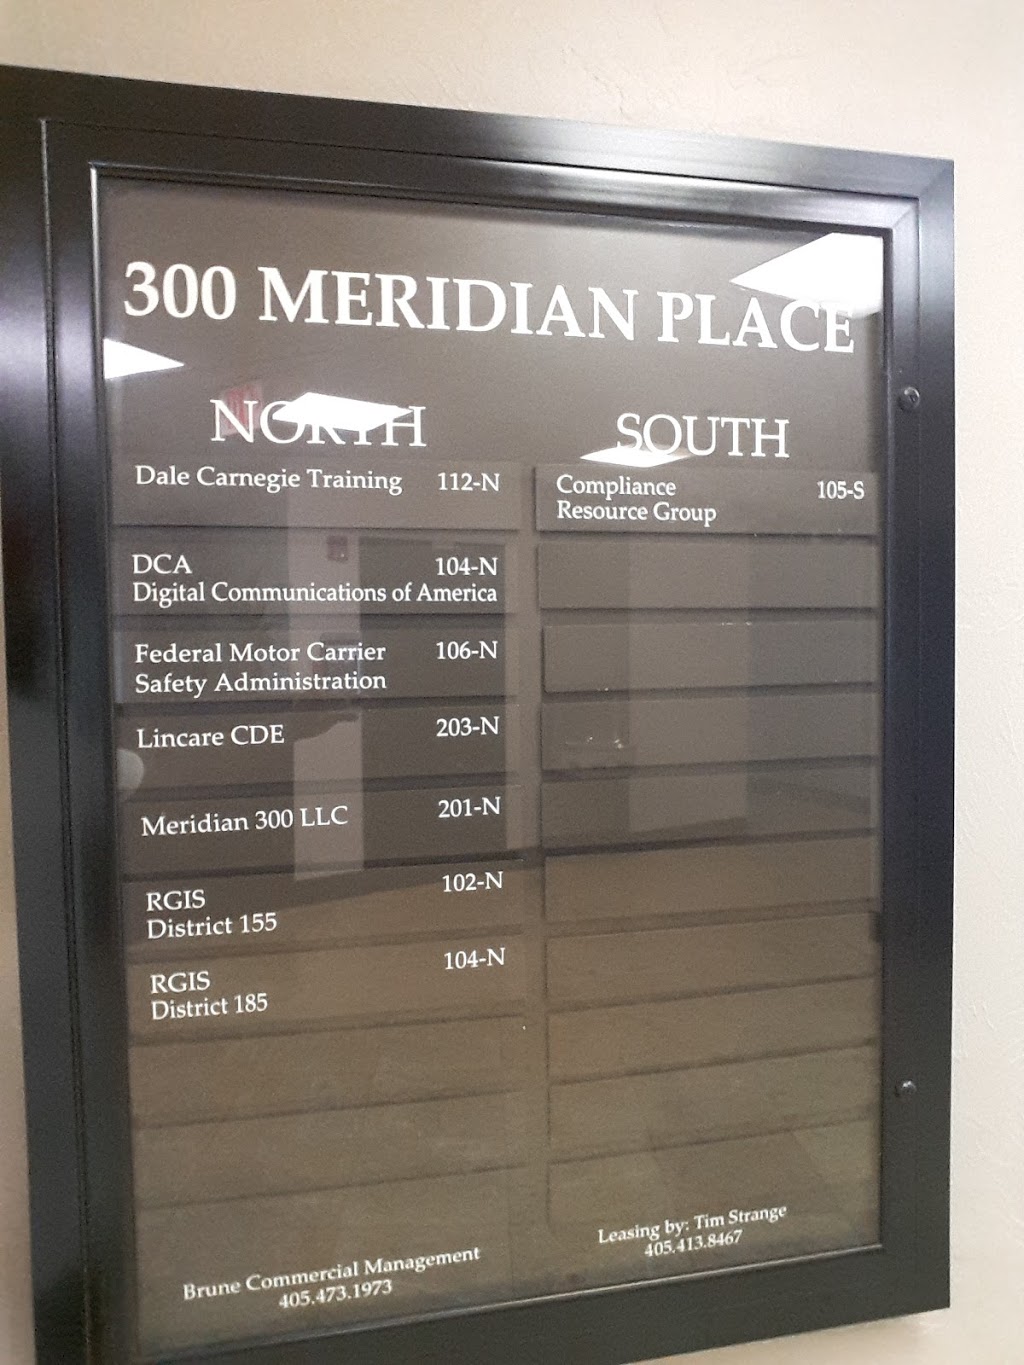 300 MERIDIAN PLACE
NORTH
Dale Carnegie Training 112-N
DCA 104-N
Digital Communications of America
Federal Motor Carrier 106-N
Safety Administration
Lincare CDE 203-N
Meridian 300 LLC 201-N
RGIS 102-N
District 155
RGIS 104-N
District 185
Brune Commercial Management
405.473.1973
SOUTH
Compliance 105-S
Resource Group
Leasing by: Tim Strange
405.413.8467